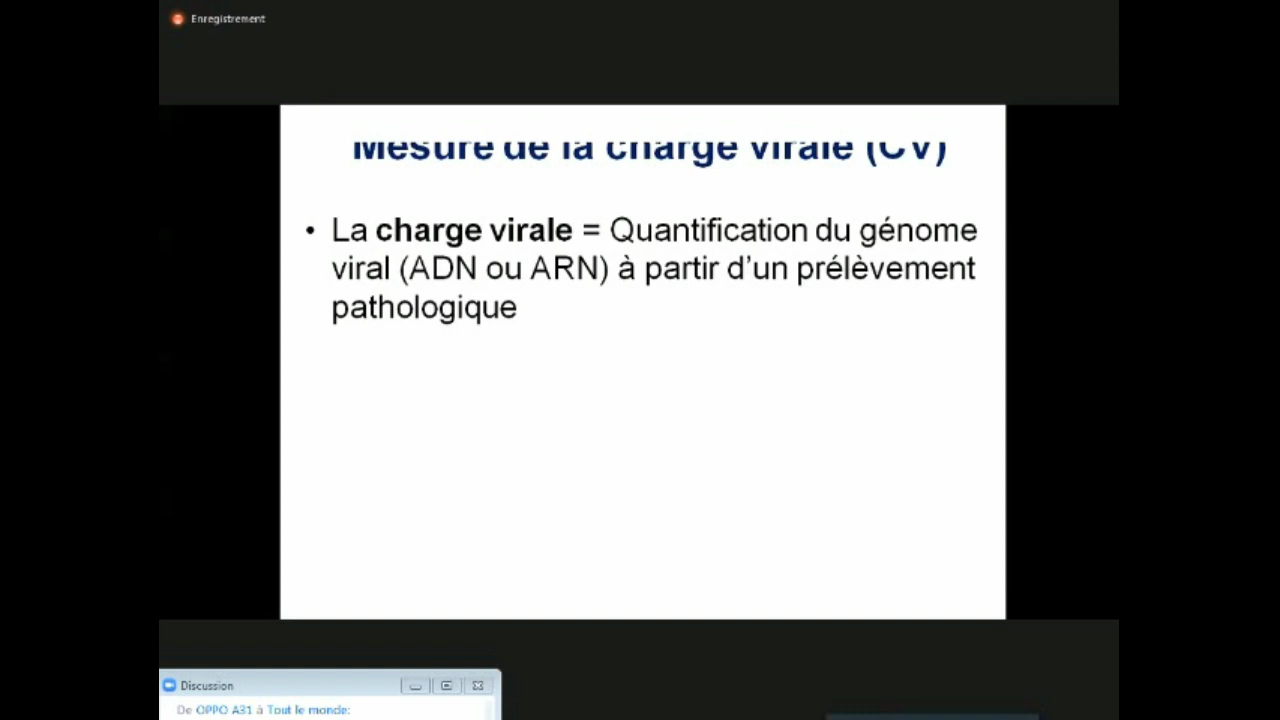 Enregistrement
Mesure de la charge virale (CV)
• La charge virale = Quantification du génome
viral (ADN ou ARN) à partir d’un prélèvement
pathologique
Discussion
De OPPO A31 à Tout le monde: